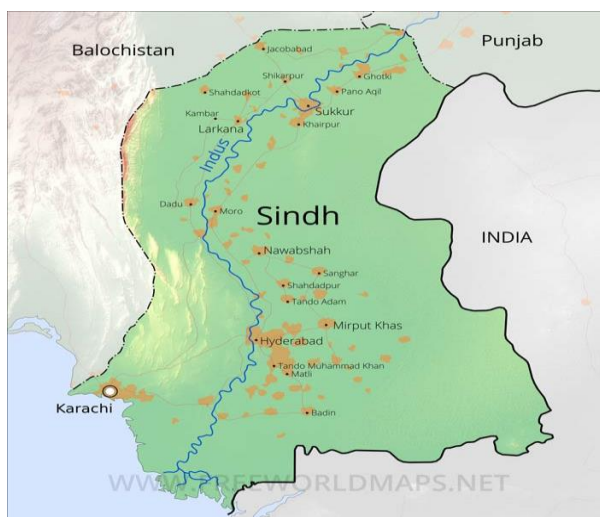 Balochistan
Punjab
Jacobabad
Shikarpur
Ghotki
Shahdadkot
Pano Aqil
Sukkur
Kambar
Larkana
Khairpur
Indus
Dadu
Moro
Sindh
INDIA
Nawabshah
Sanghar
Shahdadpur
Tando Adam
Mirput Khas
Hyderabad
Tando Muhammad Khan
Matli
Karachi
Badin
WWW.FREEWORLDMAPS.NET